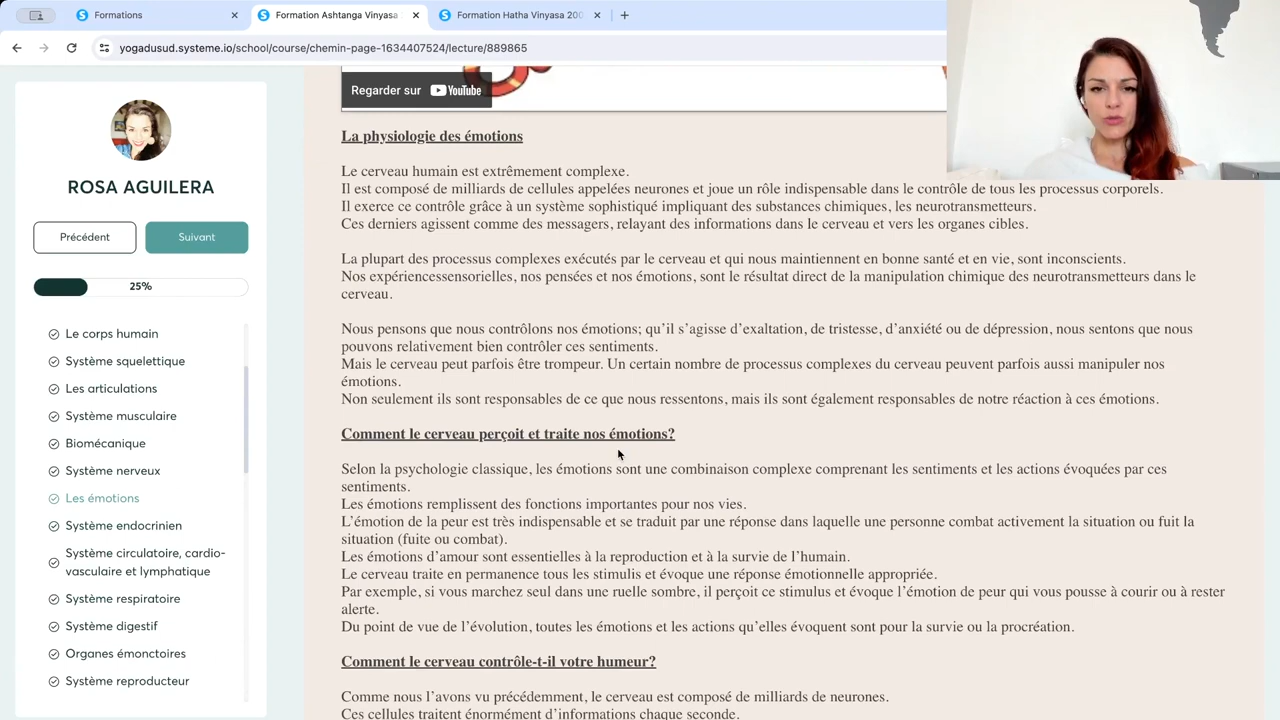 Formations
Formation Ashtanga Vinyasa
Formation Hatha Vinyasa 200
yogadusud.systeme.io/school/course/chemin-page-1634407524/lecture/889865
ROSA AGUILERA
Précédent
Suivant
25%
Le corps humain
Système squelettique
Les articulations
Système musculaire
Biomécanique
Système nerveux
Les émotions
Système endocrinien
Système circulatoire, cardio-
vasculaire et lymphatique
Système respiratoire
Système digestif
Organes émonctoires
Système reproducteur
Regarder sur YouTube
La physiologie des émotions
Le cerveau humain est extrêmement complexe.
Il est composé de milliards de cellules appelées neurones et joue un rôle indispensable dans le contrôle de tous les processus corporels.
Il exerce ce contrôle grâce à un système sophistiqué impliquant des substances chimiques, les neurotransmetteurs.
Ces derniers agissent comme des messagers, relayant des informations dans le cerveau et vers les organes cibles.
La plupart des processus complexes exécutés par le cerveau et qui nous maintiennent en bonne santé et en vie, sont inconscients.
Nos expériencessensorielles, nos pensées et nos émotions, sont le résultat direct de la manipulation chimique des neurotransmetteurs dans le
cerveau.
Nous pensons que nous contrôlons nos émotions; qu’il s’agisse d’exaltation, de tristesse, d’anxiété ou de dépression, nous sentons que nous
pouvons relativement bien contrôler ces sentiments.
Mais le cerveau peut parfois être trompeur. Un certain nombre de processus complexes du cerveau peuvent parfois aussi manipuler nos
émotions.
Non seulement ils sont responsables de ce que nous ressentons, mais ils sont également responsables de notre réaction à ces émotions.
Comment le cerveau perçoit et traite nos émotions?
Selon la psychologie classique, les émotions sont une combinaison complexe comprenant les sentiments et les actions évoquées par ces
sentiments.
Les émotions remplissent des fonctions importantes pour nos vies.
L’émotion de la peur est très indispensable et se traduit par une réponse dans laquelle une personne combat activement la situation ou fuit la
situation (fuite ou combat).
Les émotions d’amour sont essentielles à la reproduction et à la survie de l’humain.
Le cerveau traite en permanence tous les stimulis et évoque une réponse émotionnelle appropriée.
Par exemple, si vous marchez seul dans une ruelle sombre, il perçoit ce stimulus et évoque l’émotion de peur qui vous pousse à courir ou à rester
alerte.
Du point de vue de l’évolution, toutes les émotions et les actions qu’elles évoquent sont pour la survie ou la procréation.
Comment le cerveau contrôle-t-il votre humeur?
Comme nous l’avons vu précédemment, le cerveau est composé de milliards de neurones.
Ces cellules traitent énormément d’informations chaque seconde.